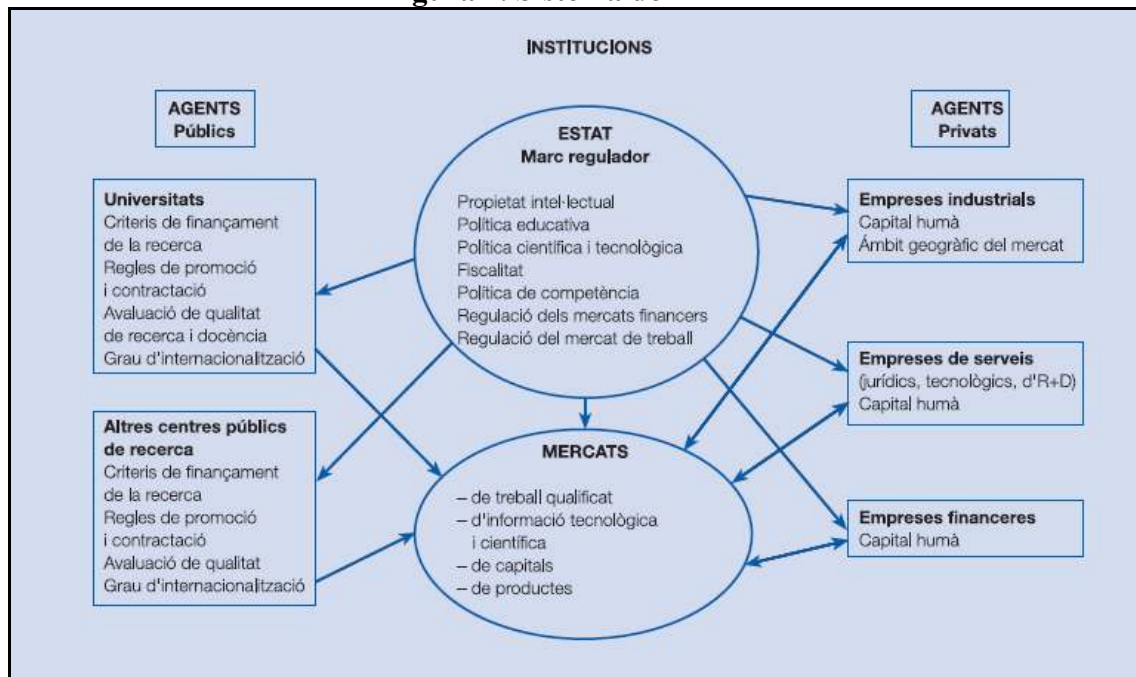 INSTITUCIONS
AGENTS
Públics
Universitats
Criteris de finançament
de la recerca
Regles de promoció
i contractació
Avaluació de qualitat
de recerca i docència
Grau d'internacionalització
Altres centres públics
de recerca
Criteris de finançament
de la recerca
Regles de promoció
i contractació
Avaluació de qualitat
Grau d'internacionalització
ESTAT
Marc regulador
Propietat intel·lectual
Política educativa
Política científica i tecnològica
Fiscalitat
Política de competència
Regulació dels mercats financers
Regulació del mercat de treball
MERCATS
– de treball qualificat
– d'informació tecnològica
i científica
– de capitals
– de productes
AGENTS
Privats
Empreses industrials
Capital humà
Ámbit geogràfic del mercat
Empreses de serveis
(jurídics, tecnològics, d'R+D)
Capital humà
Empreses financeres
Capital humà